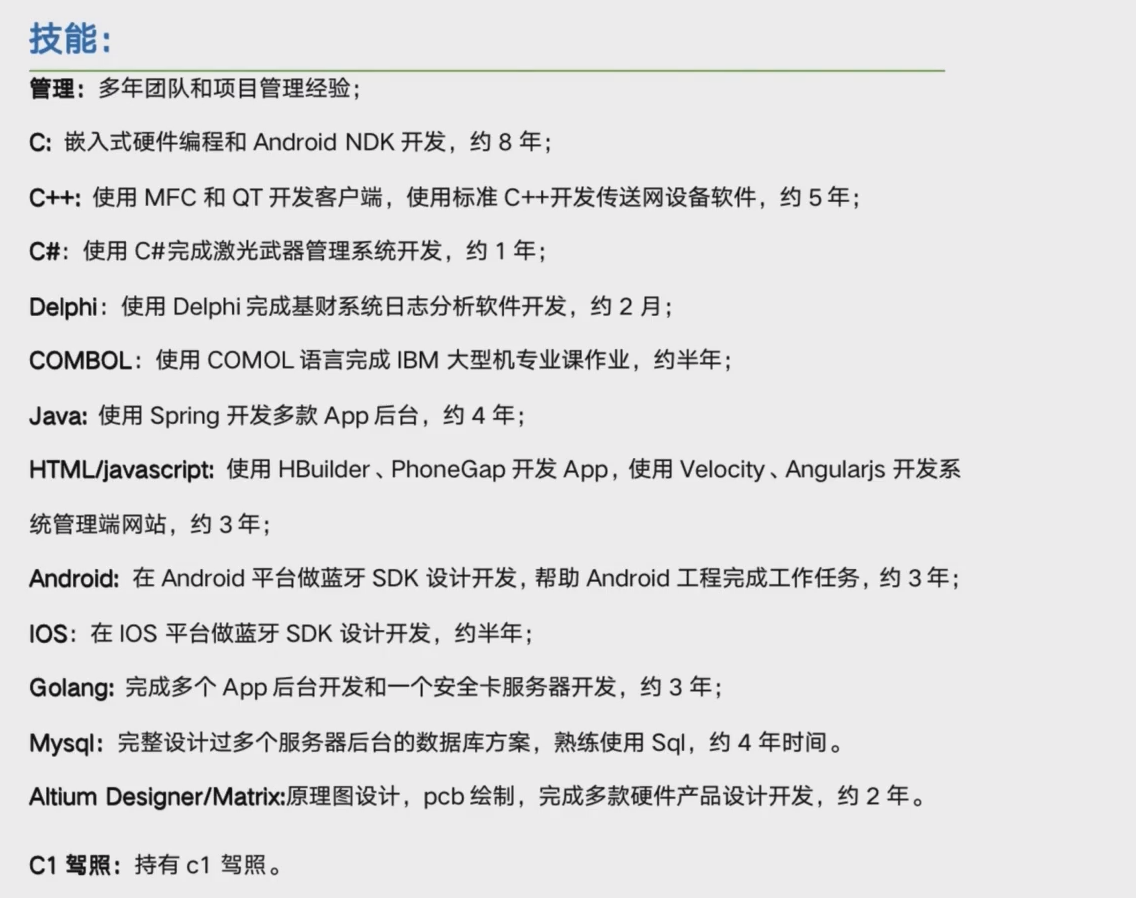 技能：
管理：多年团队和项目管理经验；
C: 嵌入式硬件编程和 Android NDK 开发，约 8 年；
C++: 使用 MFC 和 QT 开发客户端，使用标准 C++开发传送网设备软件，约 5 年；
C#：使用 C#完成激光武器管理系统开发，约 1 年；
Delphi：使用 Delphi 完成基财系统日志分析软件开发，约 2 月；
COMBOL：使用 COMOL 语言完成 IBM 大型机专业课作业，约半年；
Java: 使用 Spring 开发多款 App 后台，约 4 年；
HTML/javascript: 使用 HBuilder、PhoneGap 开发 App，使用 Velocity、Angularjs 开发系
统管理端网站，约 3 年；
Android: 在 Android 平台做蓝牙 SDK 设计开发，帮助 Android 工程完成工作任务，约 3 年；
IOS：在 IOS 平台做蓝牙 SDK 设计开发，约半年；
Golang: 完成多个 App 后台开发和一个安全卡服务器开发，约 3 年；
Mysql：完整设计过多个服务器后台的数据库方案，熟练使用 Sql，约 4 年时间。
Altium Designer/Matrix:原理图设计，pcb 绘制，完成多款硬件产品设计开发，约 2 年。
C1 驾照：持有 c1 驾照。